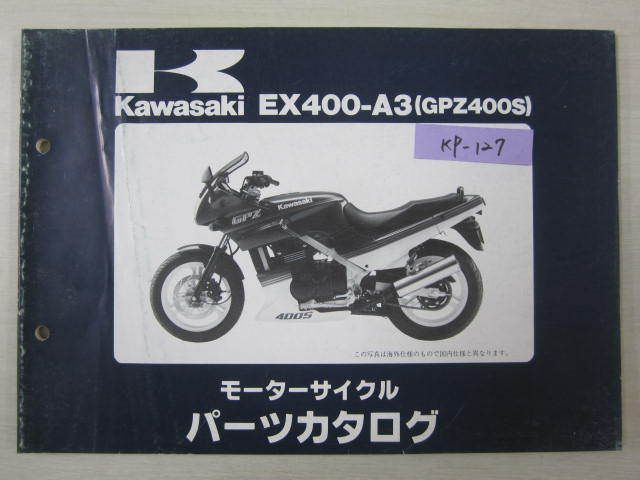 Kawasaki EX400-A3(GPZ400S)
KP-127
Kawasaki
GPZ
400S
この写真は海外仕様のもので国内仕様と異なります。
モーターサイクル
パーツカタログ